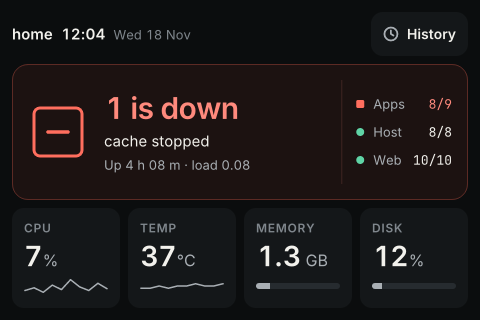 home 12:04 Wed 18 Nov
History
1 is down
cache stopped
Up 4 h 08 m · load 0.08
Apps 8/9
Host 8/8
Web 10/10
CPU
7%
TEMP
37°C
MEMORY
1.3 GB
DISK
12%